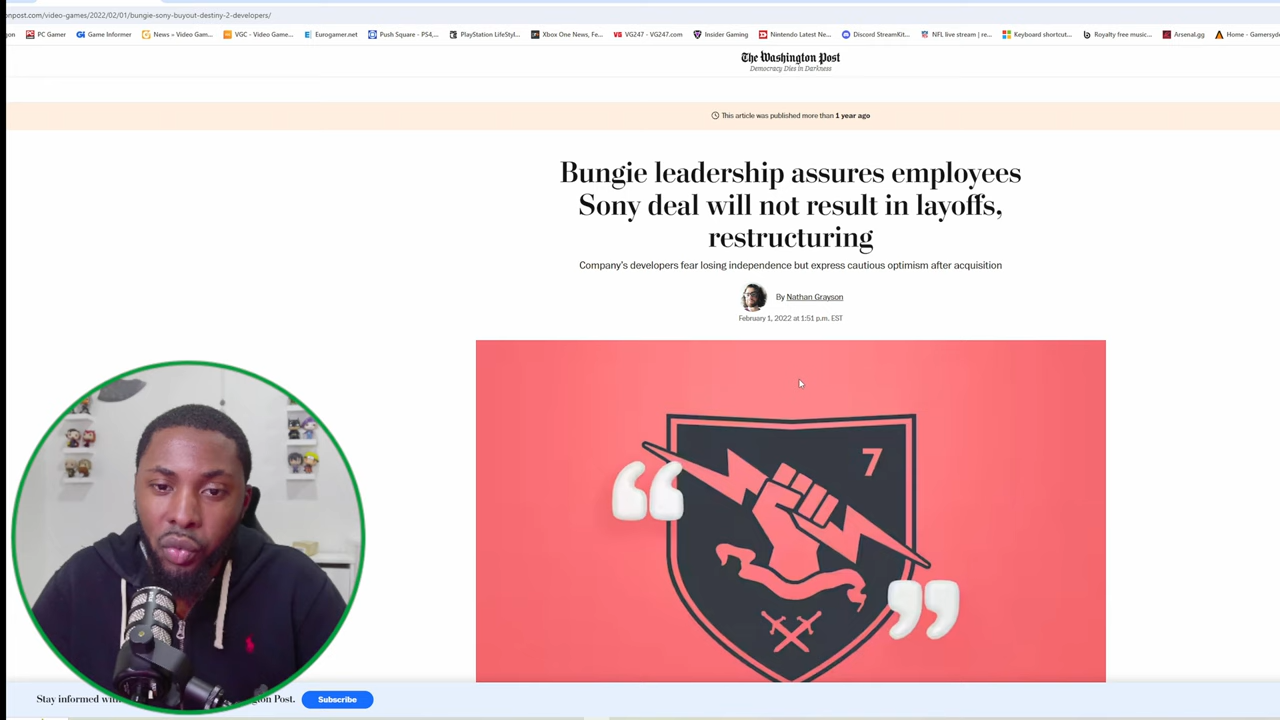 onpost.com/video-games/2022/02/01/bungie-sony-buyout-destiny-2-developers/
gon PC Gamer Game Informer News – Video Gam... VGC - Video Game... Eurogamer.net Push Square - PS4,... PlayStation LifeStyl... Xbox One News, Fe... VG247 - VG247.com Insider Gaming Nintendo Latest Ne... Discord StreamKit... NFL live stream | re... Keyboard shortcut... Royalty free music... Arsenal.gg Home - Gamersyde
The Washington Post
Democracy Dies in Darkness
This article was published more than 1 year ago
Bungie leadership assures employees
Sony deal will not result in layoffs,
restructuring
Company's developers fear losing independence but express cautious optimism after acquisition
By Nathan Grayson
February 1, 2022 at 1:51 p.m. EST
7
Stay informed Post.
Subscribe